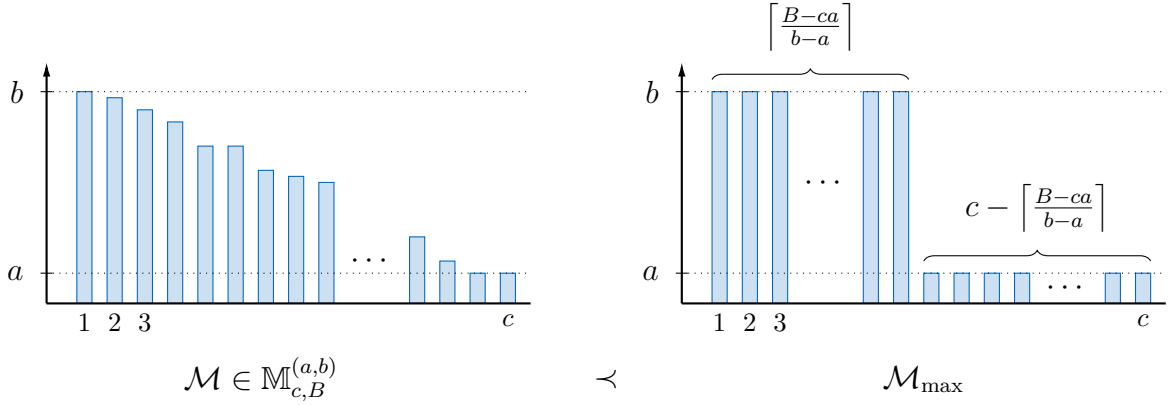 ⌈(B−ca)/(b−a)⌉
b
a
1 2 3 ⋯ c
b
a
⋯
c − ⌈(B−ca)/(b−a)⌉
⋯
1 2 3 c
ℳ ∈ 𝕄_{c,B}^{(a,b)} ≺ ℳ_max